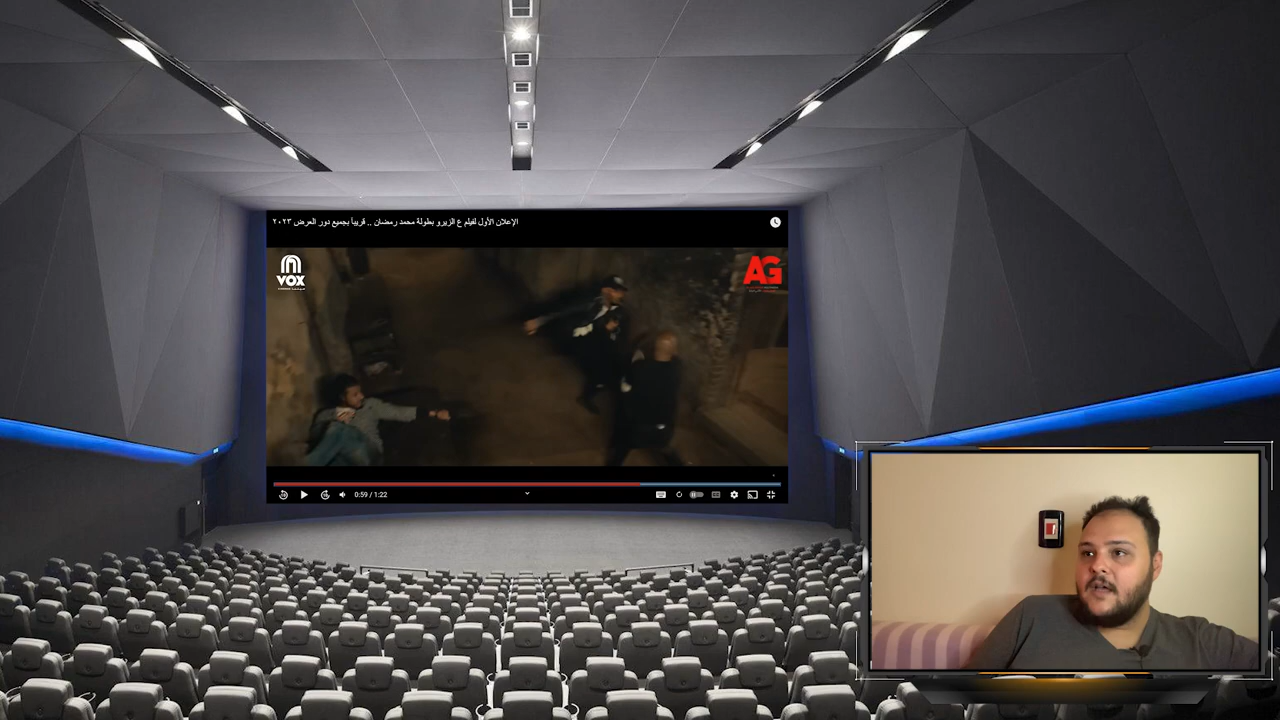 الإعلان الأول لفيلم ع الزيرو بطولة محمد رمضان .. قريباً بجميع دور العرض ٢٠٢٣
VOX
AG
0:59 / 1:22